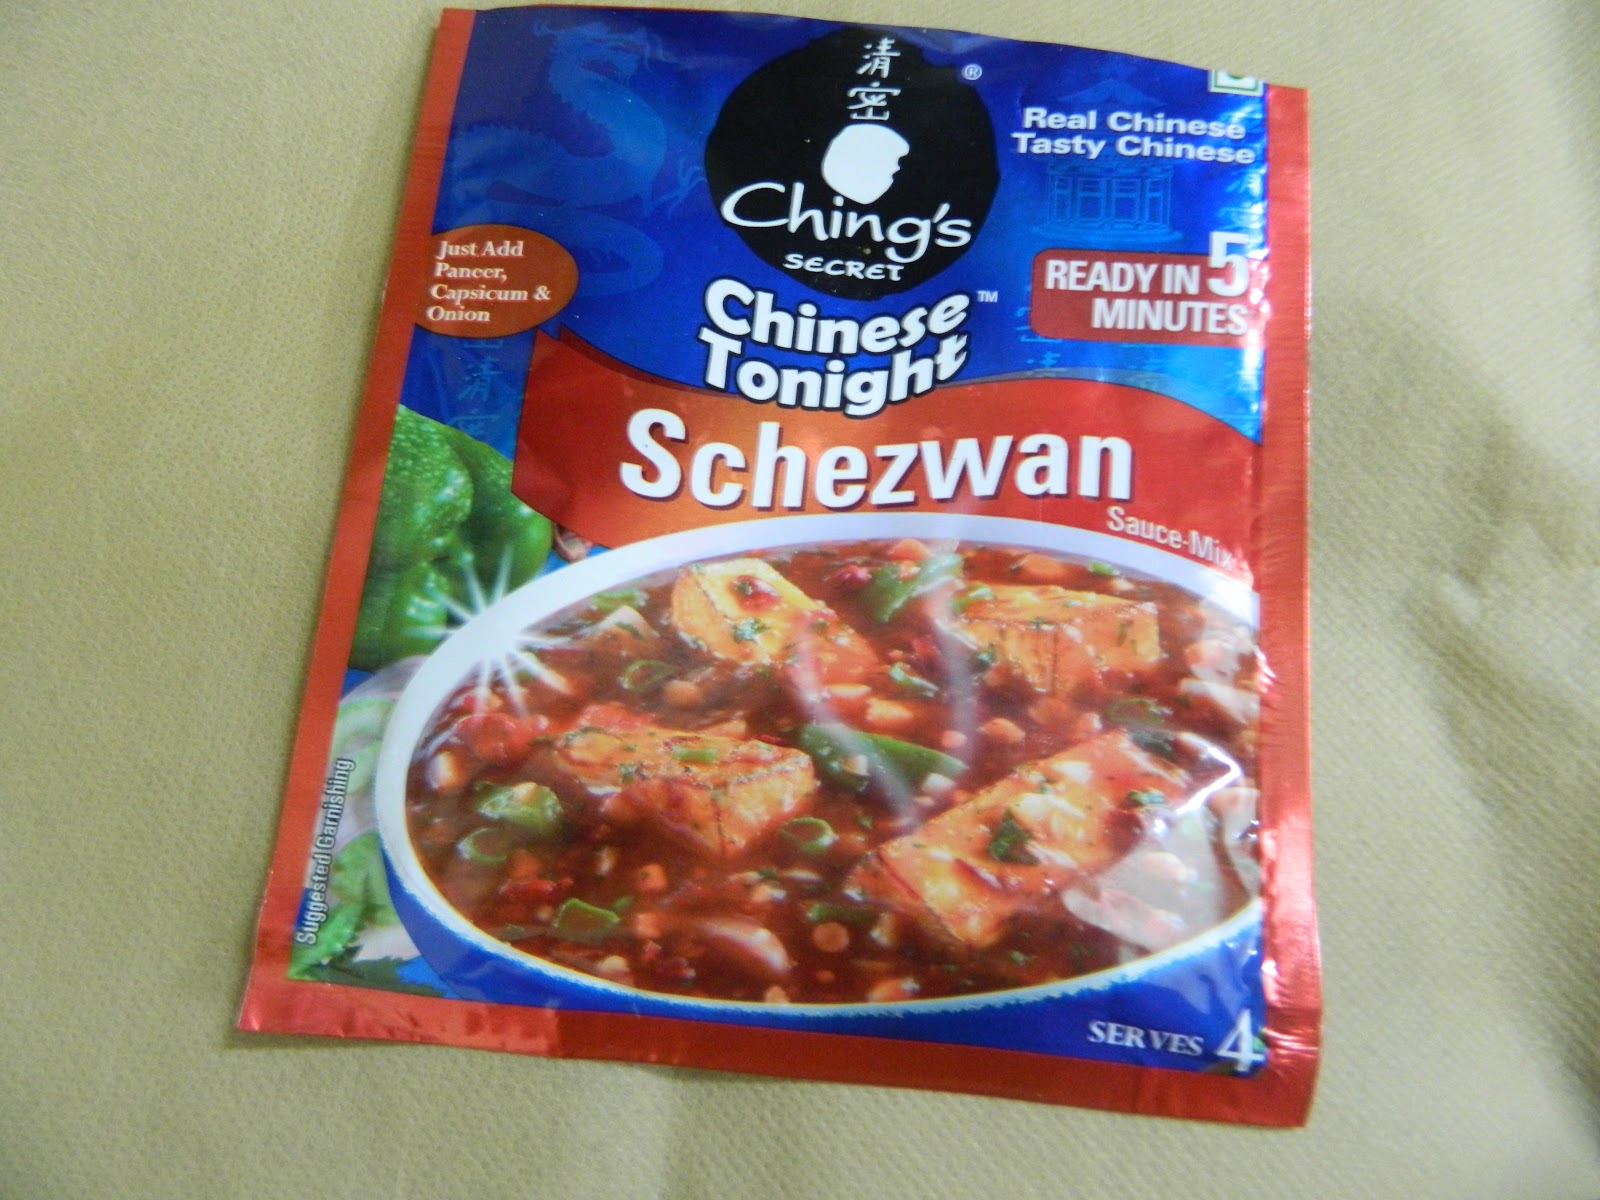 清
密
®
Ching's
SECRET
Real Chinese
Tasty Chinese
Just Add
Paneer,
Capsicum &
Onion
READY IN 5
MINUTES
Chinese ™
Tonight
Schezwan
Sauce-Mix
Suggested Garnishing
SERVES 4